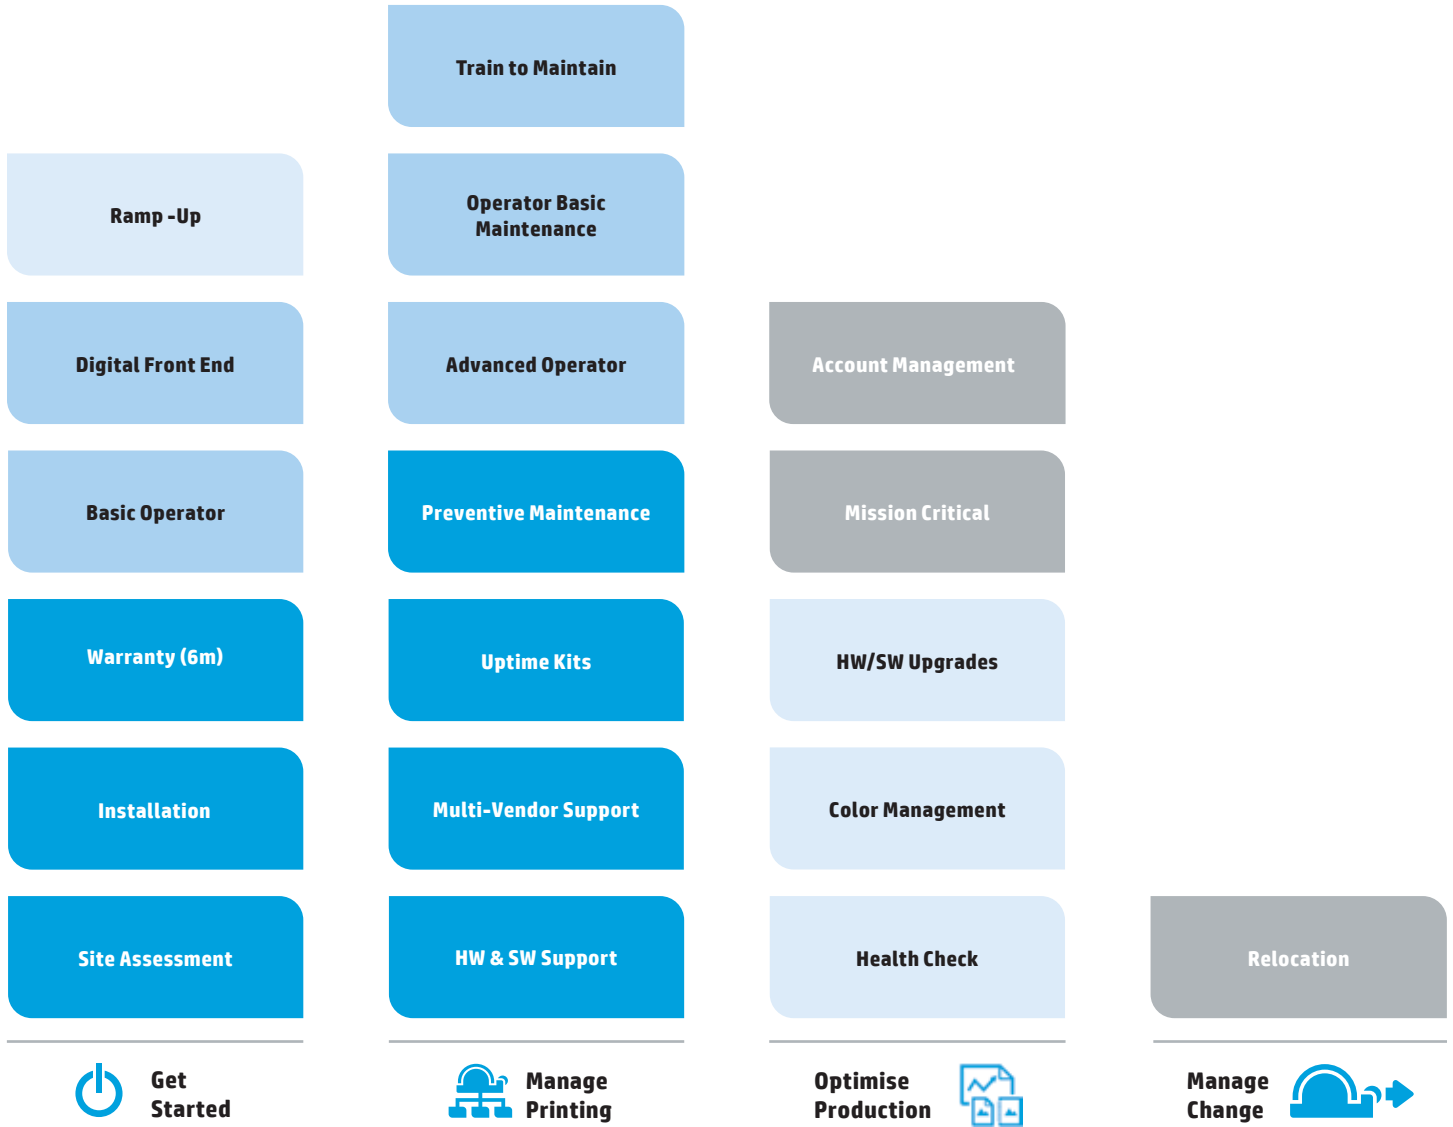 Train to Maintain
Ramp -Up
Operator Basic
Maintenance
Digital Front End
Advanced Operator
Account Management
Basic Operator
Preventive Maintenance
Mission Critical
Warranty (6m)
Uptime Kits
HW/SW Upgrades
Installation
Multi-Vendor Support
Color Management
Site Assessment
HW & SW Support
Health Check
Relocation
Get
Started
Manage
Printing
Optimise
Production
Manage
Change